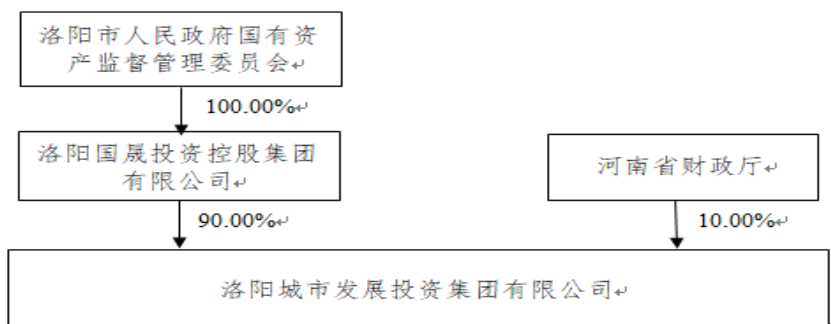 洛阳市人民政府国有资
产监督管理委员会↵
100.00%↵
洛阳国晟投资控股集团
有限公司↵
河南省财政厅↵
90.00%↵
10.00%↵
洛阳城市发展投资集团有限公司↵